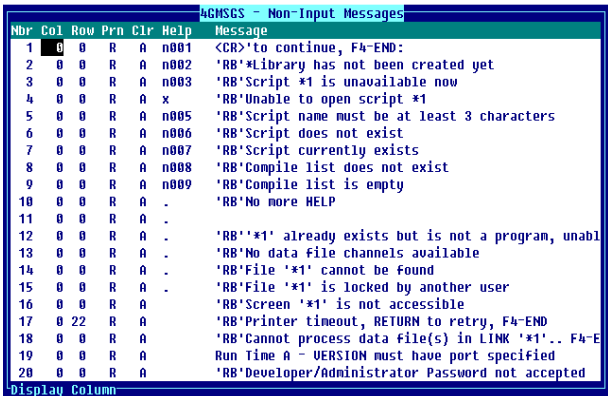 4GMSGS - Non-Input Messages
Nbr Col Row Prn Clr Help Message
1 0 0 R A n001 <CR>'to continue, F4-END:
2 0 0 R A n002 'RB'*Library has not been created yet
3 0 0 R A n003 'RB'Script *1 is unavailable now
4 0 0 R A x 'RB'Unable to open script *1
5 0 0 R A n005 'RB'Script name must be at least 3 characters
6 0 0 R A n006 'RB'Script does not exist
7 0 0 R A n007 'RB'Script currently exists
8 0 0 R A n008 'RB'Compile list does not exist
9 0 0 R A n009 'RB'Compile list is empty
10 0 0 R A . 'RB'No more HELP
11 0 0 R A .
12 0 0 R A . 'RB''*1' already exists but is not a program, unabl
13 0 0 R A . 'RB'No data file channels available
14 0 0 R A . 'RB'File '*1' cannot be found
15 0 0 R A . 'RB'File '*1' is locked by another user
16 0 0 R A 'RB'Screen '*1' is not accessible
17 0 22 R A 'RB'Printer timeout, RETURN to retry, F4-END
18 0 0 R A 'RB'Cannot process data file(s) in LINK '*1'.. F4-E
19 0 0 R A Run Time A - VERSION must have port specified
20 0 0 R A 'RB'Developer/Administrator Password not accepted
Display Column